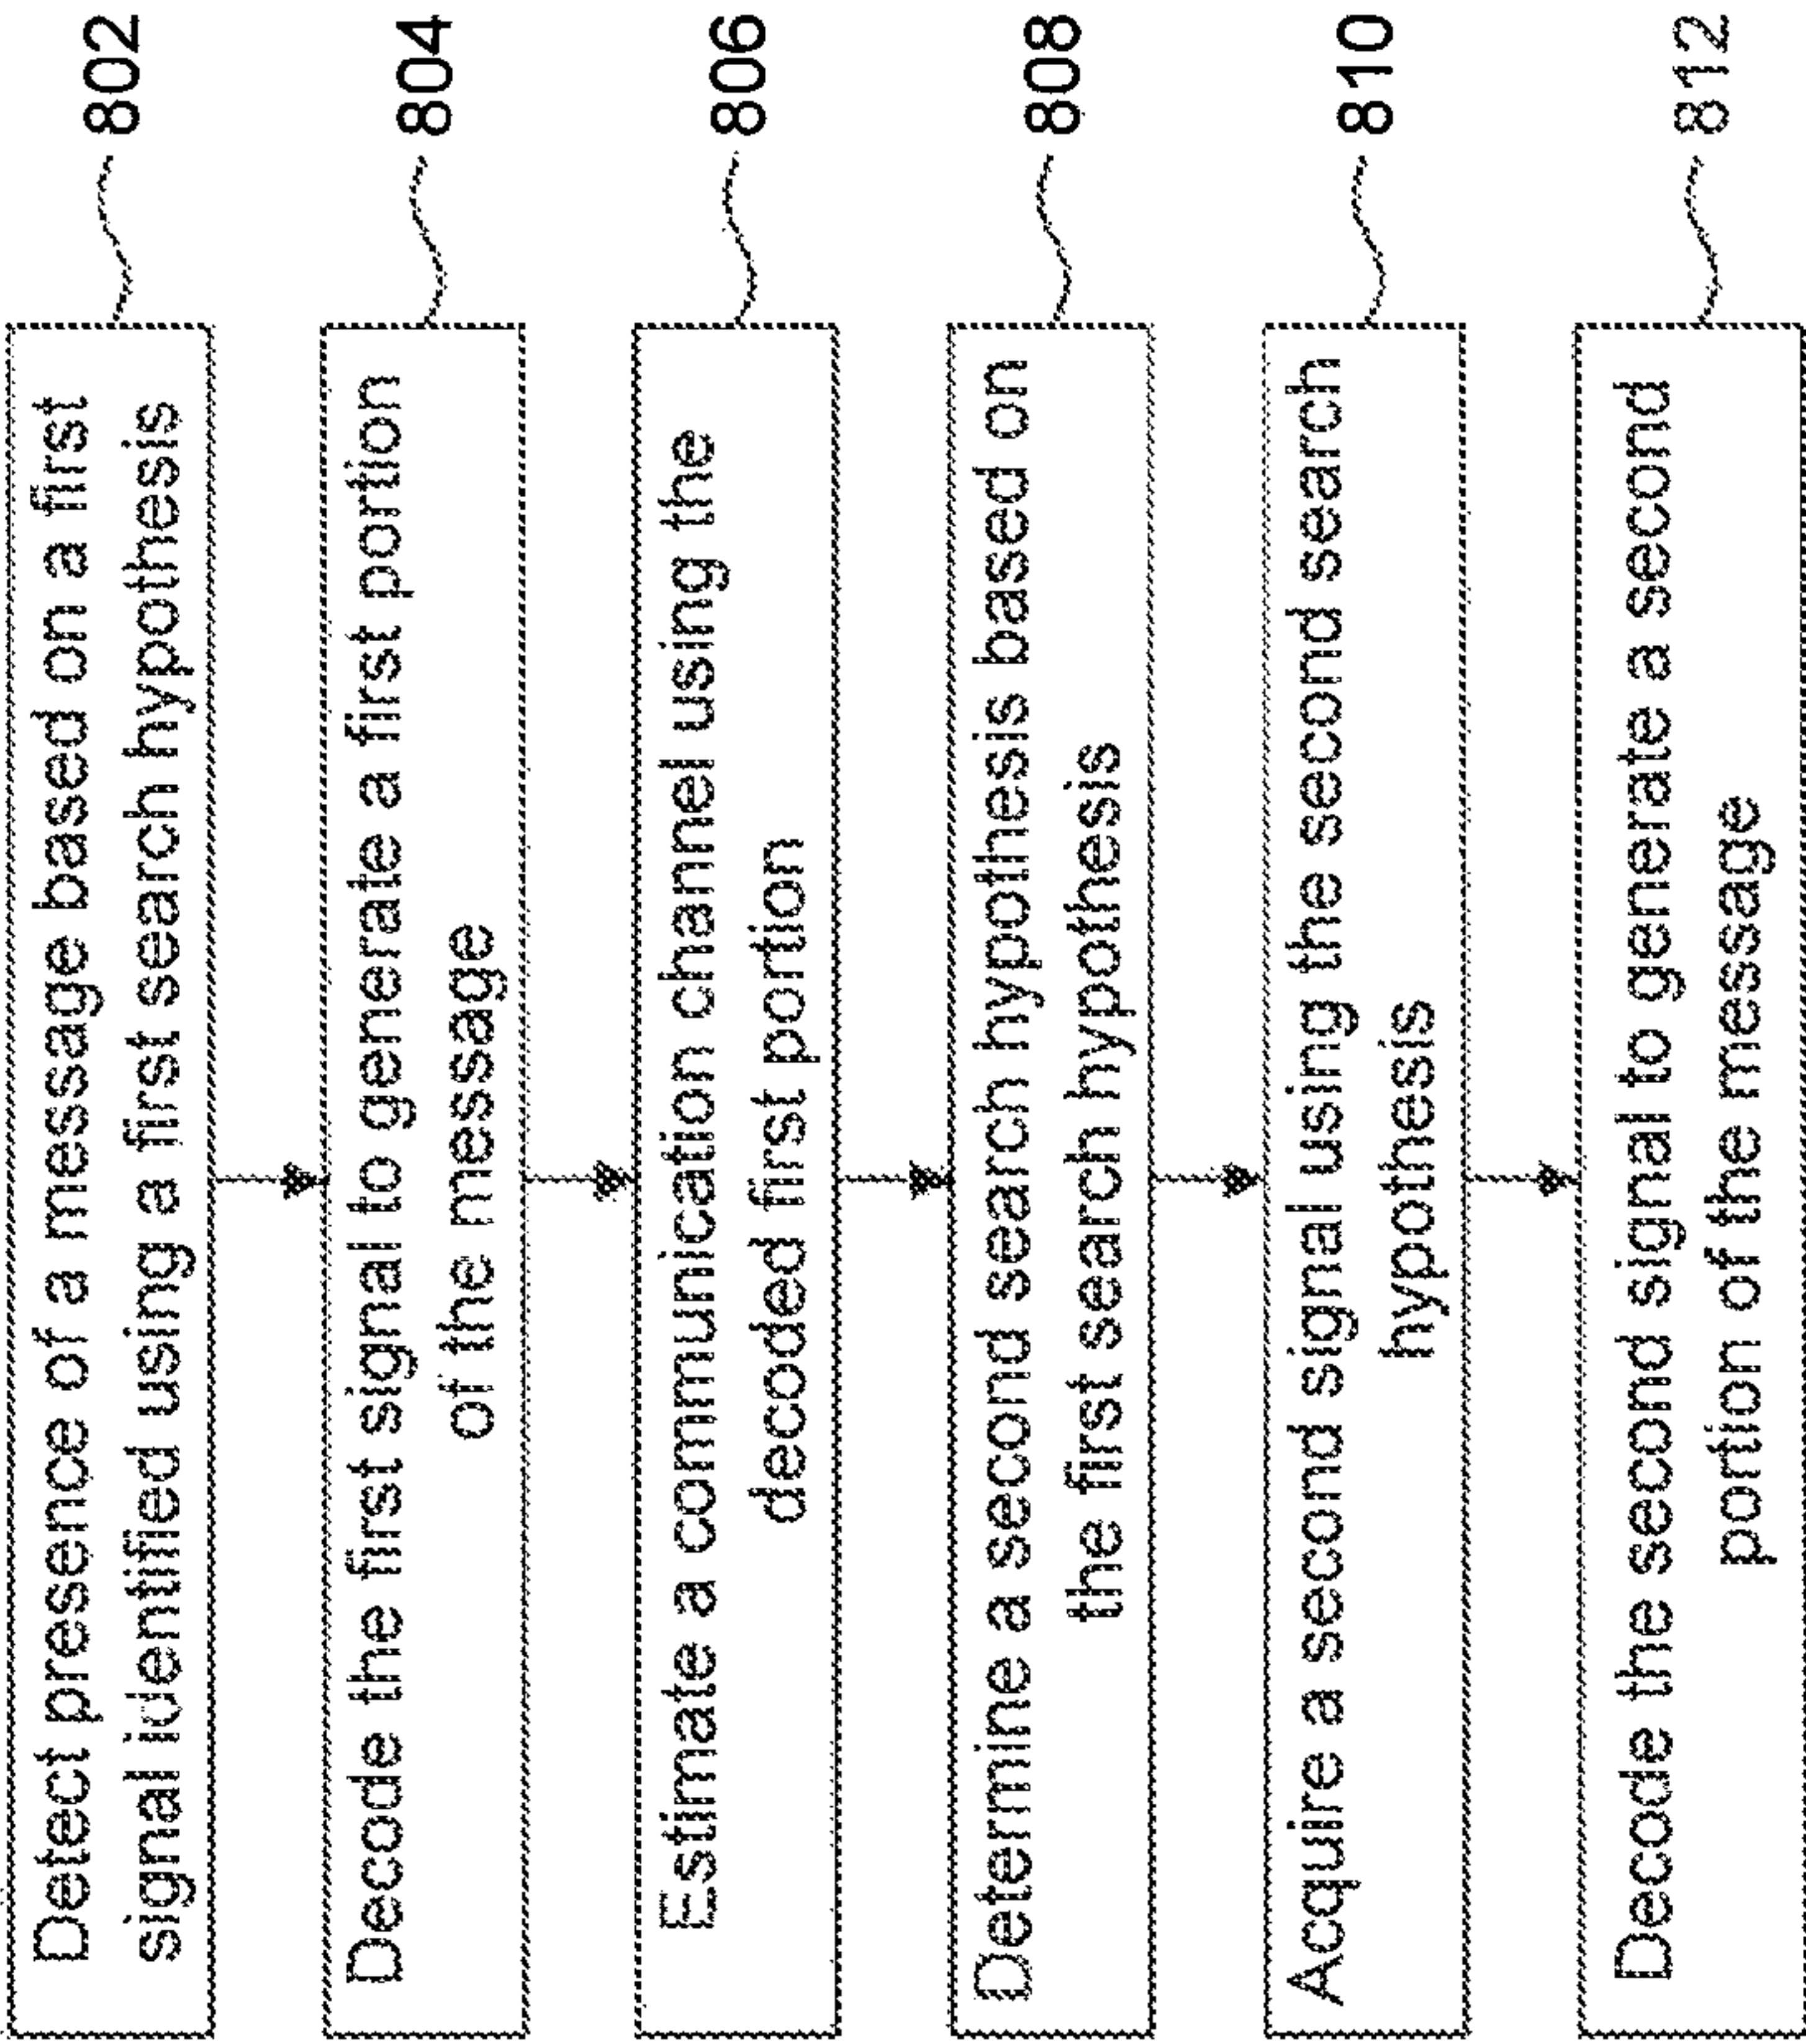 Detect presence of a message based on a first
signal identified using a first search hypothesis
802
Decode the first signal to generate a first portion
of the message
804
Estimate a communication channel using the
decoded first portion
806
Determine a second search hypothesis based on
the first search hypothesis
808
Acquire a second signal using the second search
hypothesis
810
Decode the second signal to generate a second
portion of the message
812